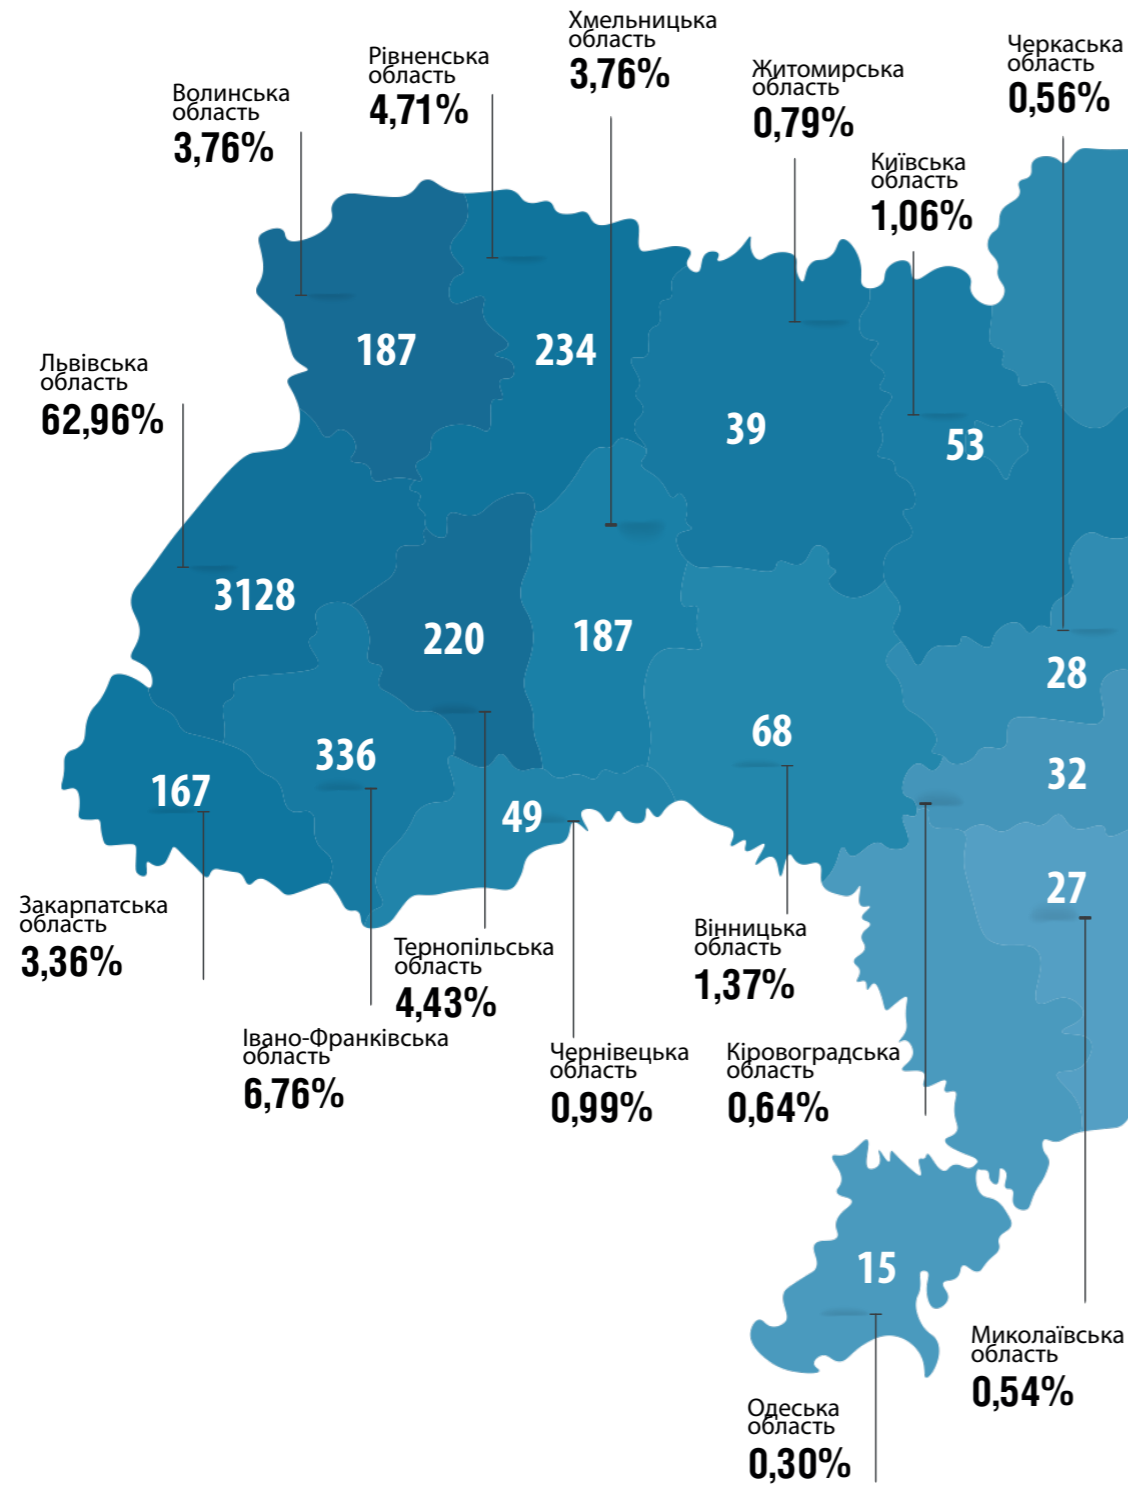 Хмельницька
область
3,76%
Черкаська
область
0,56%
Рівненська
область
4,71%
Житомирська
область
0,79%
Волинська
область
3,76%
Київська
область
1,06%
Львівська
область
62,96%
187
234
39
53
3128
220
187
28
68
336
32
167
49
27
Закарпатська
область
3,36%
Тернопільська
область
4,43%
Вінницька
область
1,37%
Івано-Франківська
область
6,76%
Чернівецька
область
0,99%
Кіровоградська
область
0,64%
15
Миколаївська
область
0,54%
Одеська
область
0,30%